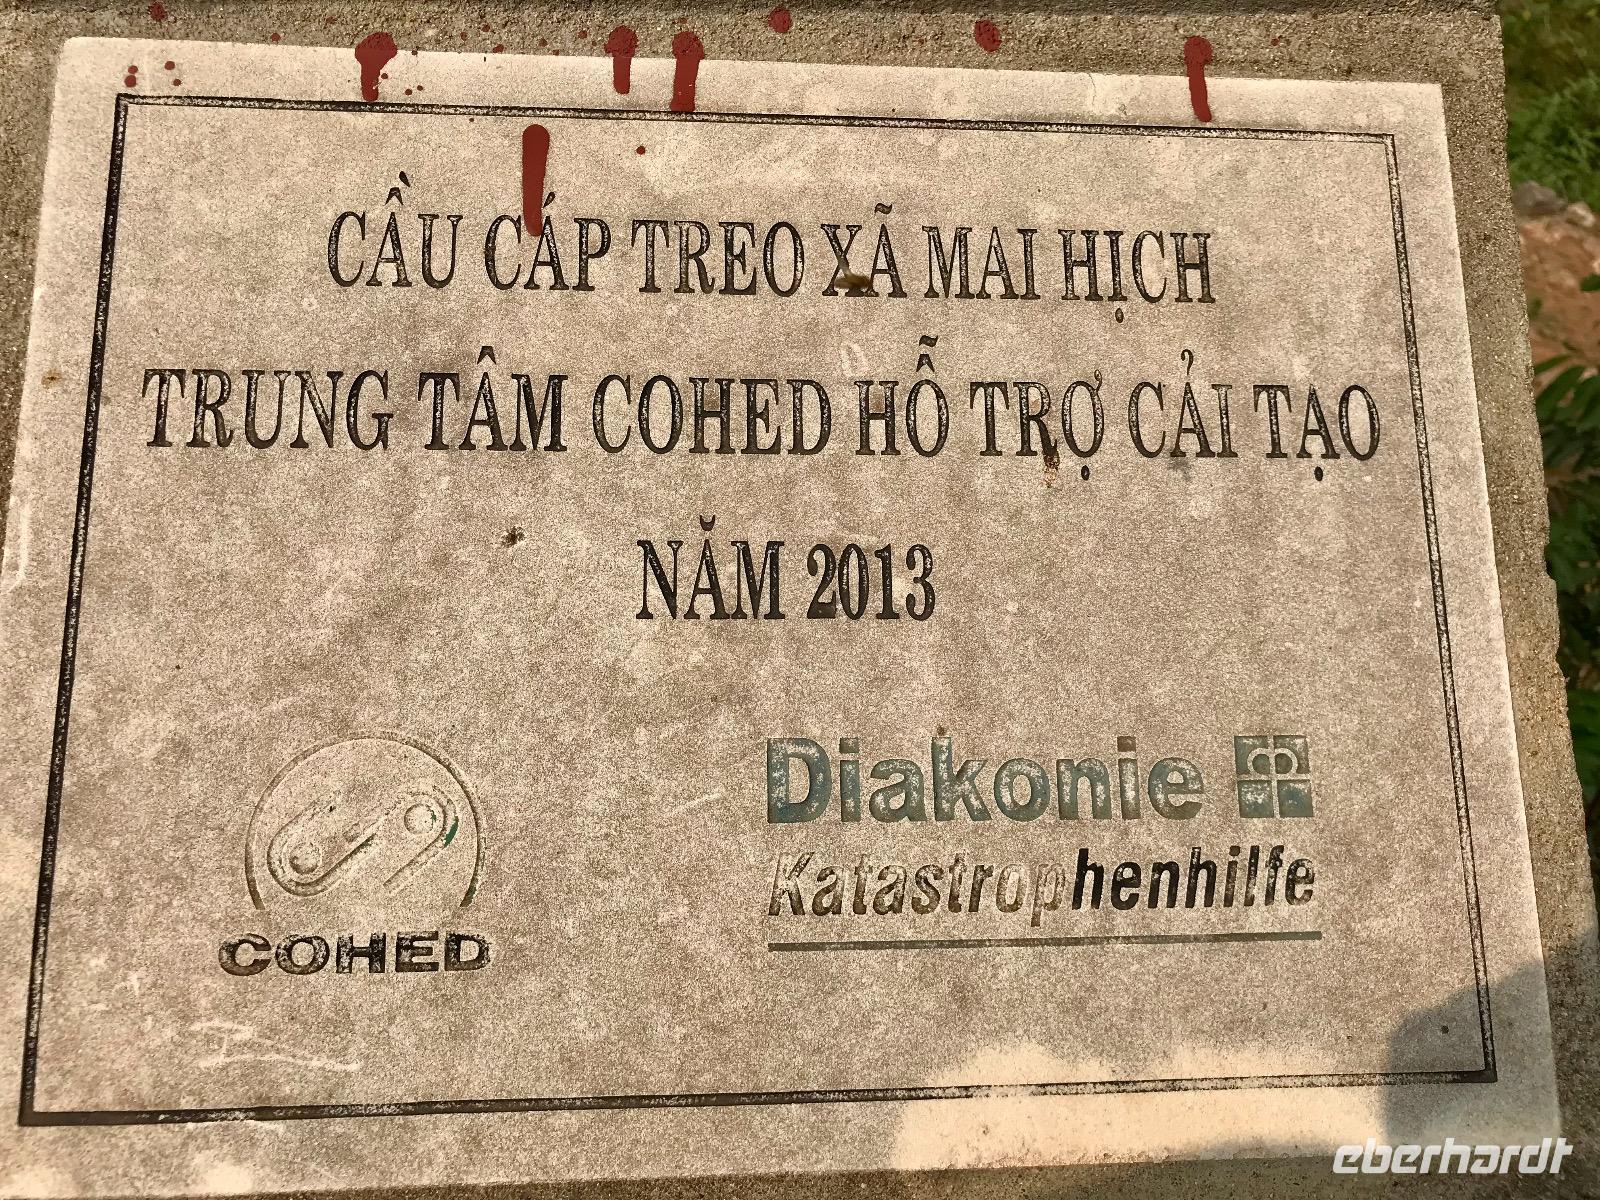 CẦU CÁP TREO XÃ MAI HỊCH
TRUNG TÂM COHED HỖ TRỢ CẢI TẠO
NĂM 2013
COHED
Diakonie
Katastrophenhilfe
eberhardt